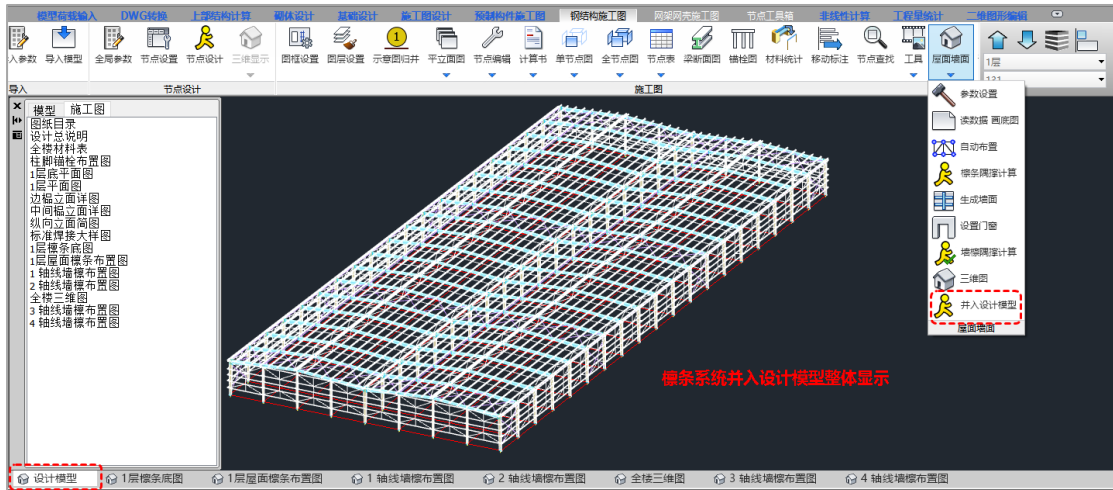 模型荷载输入 DWG转换 上部结构计算 砌体设计 基础设计 施工图设计 预制构件施工图 钢结构施工图 网架网壳施工图 节点工具箱 非线性计算 工程量统计 二维图形编辑
入参数 导入模型 全局参数 节点设置 节点设计 三维显示 图框设置 图层设置 示意图归并 平立面图 节点编辑 计算书 单节点图 全节点图 节点表 梁断面图 锚栓图 材料统计 移动标注 节点查找 工具 屋面墙面
1层
导入 节点设计 施工图
模型 施工图
图纸目录
设计总说明
全楼材料表
柱脚锚栓布置图
1层底平面图
1层平面图
边榀立面详图
中间榀立面详图
纵向立面简图
标准焊接大样图
1层檩条底图
1层屋面檩条布置图
1 轴线墙檩布置图
2 轴线墙檩布置图
全楼三维图
3 轴线墙檩布置图
4 轴线墙檩布置图
参数设置
读数据 画底图
自动布置
檩条隅撑计算
生成墙面
设置门窗
墙檩隅撑计算
三维图
并入设计模型
屋面墙面
檩条系统并入设计模型整体显示
设计模型 1层檩条底图 1层屋面檩条布置图 1 轴线墙檩布置图 2 轴线墙檩布置图 全楼三维图 3 轴线墙檩布置图 4 轴线墙檩布置图